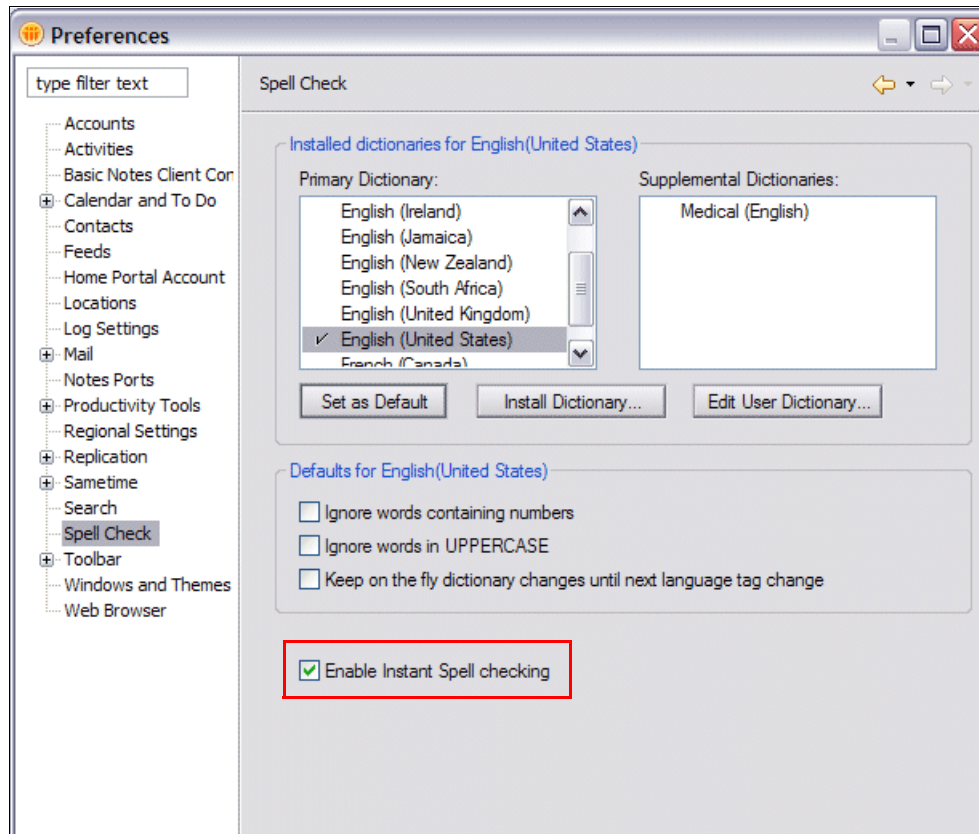 Preferences
type filter text
Accounts
Activities
Basic Notes Client Con
Calendar and To Do
Contacts
Feeds
Home Portal Account
Locations
Log Settings
Mail
Notes Ports
Productivity Tools
Regional Settings
Replication
Sametime
Search
Spell Check
Toolbar
Windows and Themes
Web Browser
Spell Check
Installed dictionaries for English(United States)
Primary Dictionary:
English (Ireland)
English (Jamaica)
English (New Zealand)
English (South Africa)
English (United Kingdom)
English (United States)
French (Canada)
Supplemental Dictionaries:
Medical (English)
Set as Default
Install Dictionary...
Edit User Dictionary...
Defaults for English(United States)
Ignore words containing numbers
Ignore words in UPPERCASE
Keep on the fly dictionary changes until next language tag change
Enable Instant Spell checking